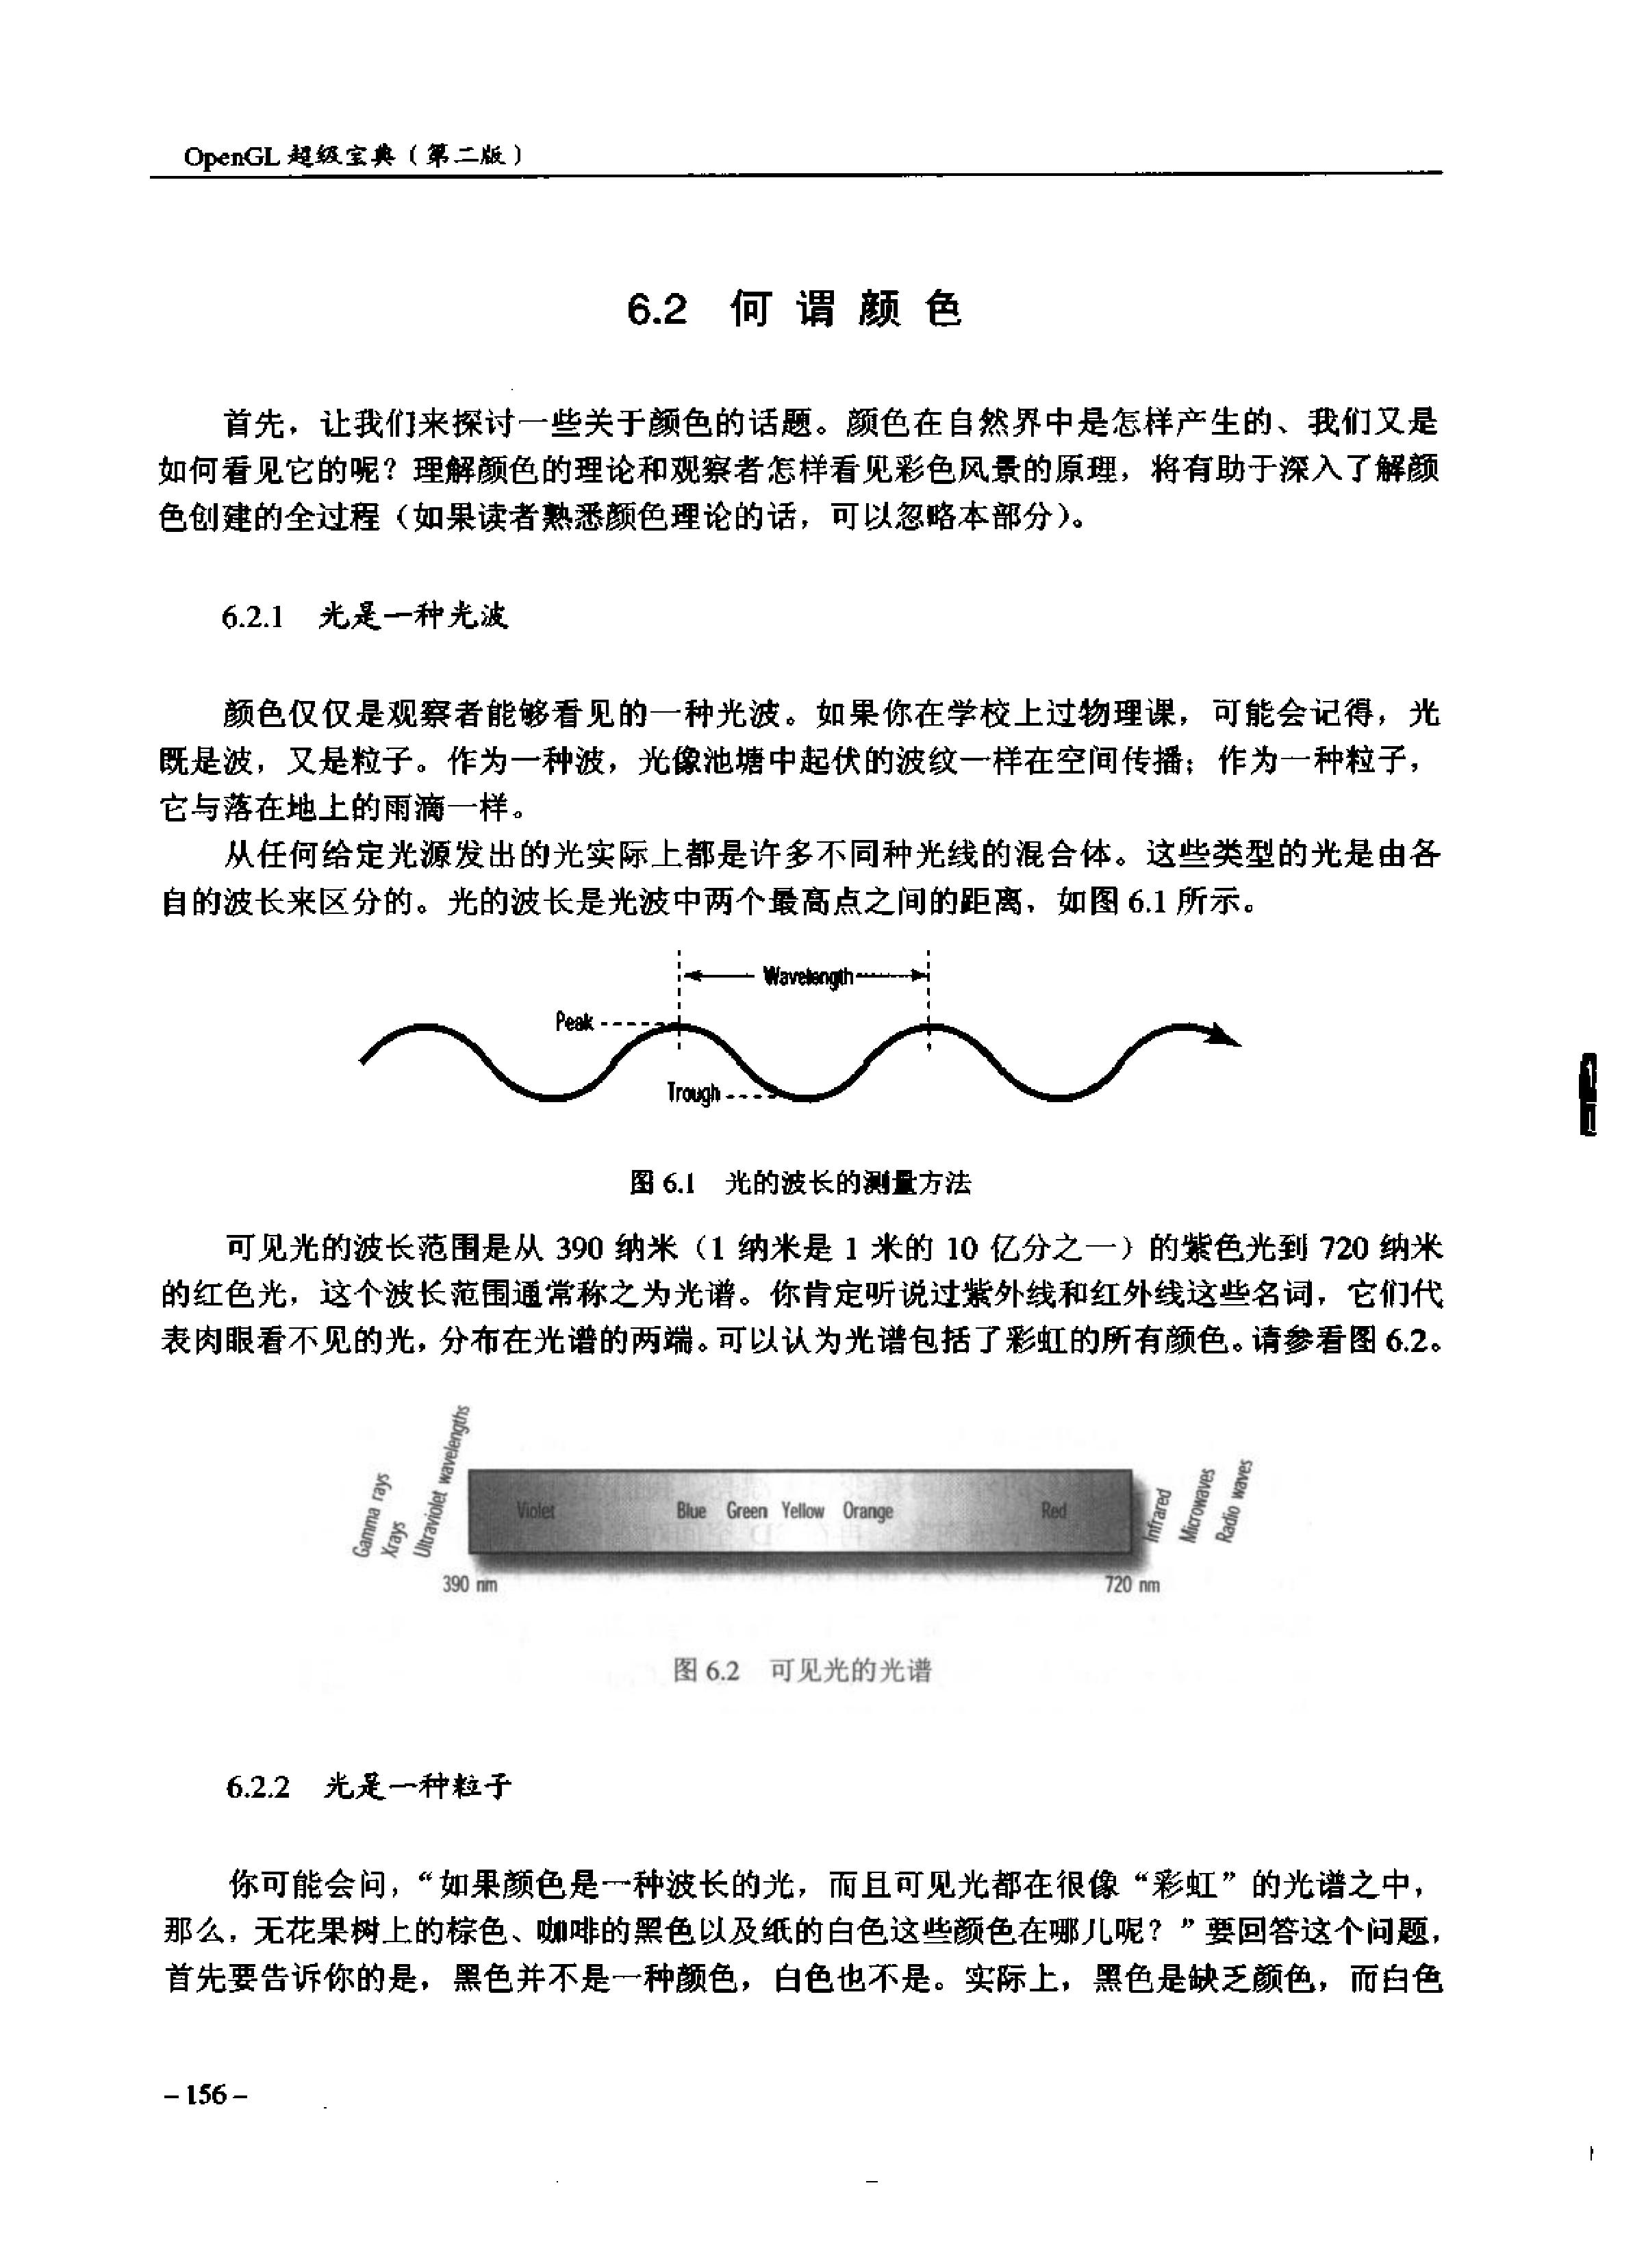 OpenGL 超级宝典（第二版）
6.2 何谓颜色
首先，让我们来探讨一些关于颜色的话题。颜色在自然界中是怎样产生的、我们又是
如何看见它的呢？理解颜色的理论和观察者怎样看见彩色风景的原理，将有助于深入了解颜
色创建的全过程（如果读者熟悉颜色理论的话，可以忽略本部分）。
6.2.1 光是一种光波
颜色仅仅是观察者能够看见的一种光波。如果你在学校上过物理课，可能会记得，光
既是波，又是粒子。作为一种波，光像池塘中起伏的波纹一样在空间传播；作为一种粒子，
它与落在地上的雨滴一样。
从任何给定光源发出的光实际上都是许多不同种光线的混合体。这些类型的光是由各
自的波长来区分的。光的波长是光波中两个最高点之间的距离，如图 6.1 所示。
Wavelength
Peak
Trough
图 6.1 光的波长的测量方法
可见光的波长范围是从 390 纳米（1 纳米是 1 米的 10 亿分之一）的紫色光到 720 纳米
的红色光，这个波长范围通常称之为光谱。你肯定听说过紫外线和红外线这些名词，它们代
表肉眼看不见的光，分布在光谱的两端。可以认为光谱包括了彩虹的所有颜色。请参看图 6.2。
Gamma rays
Xrays
Ultraviolet wavelengths
Violet Blue Green Yellow Orange Red
Infrared
Microwaves
Radio waves
390 nm 720 nm
图 6.2 可见光的光谱
6.2.2 光是一种粒子
你可能会问，“如果颜色是一种波长的光，而且可见光都在很像“彩虹”的光谱之中，
那么，无花果树上的棕色、咖啡的黑色以及纸的白色这些颜色在哪儿呢？”要回答这个问题，
首先要告诉你的是，黑色并不是一种颜色，白色也不是。实际上，黑色是缺乏颜色，而白色
– 156 –